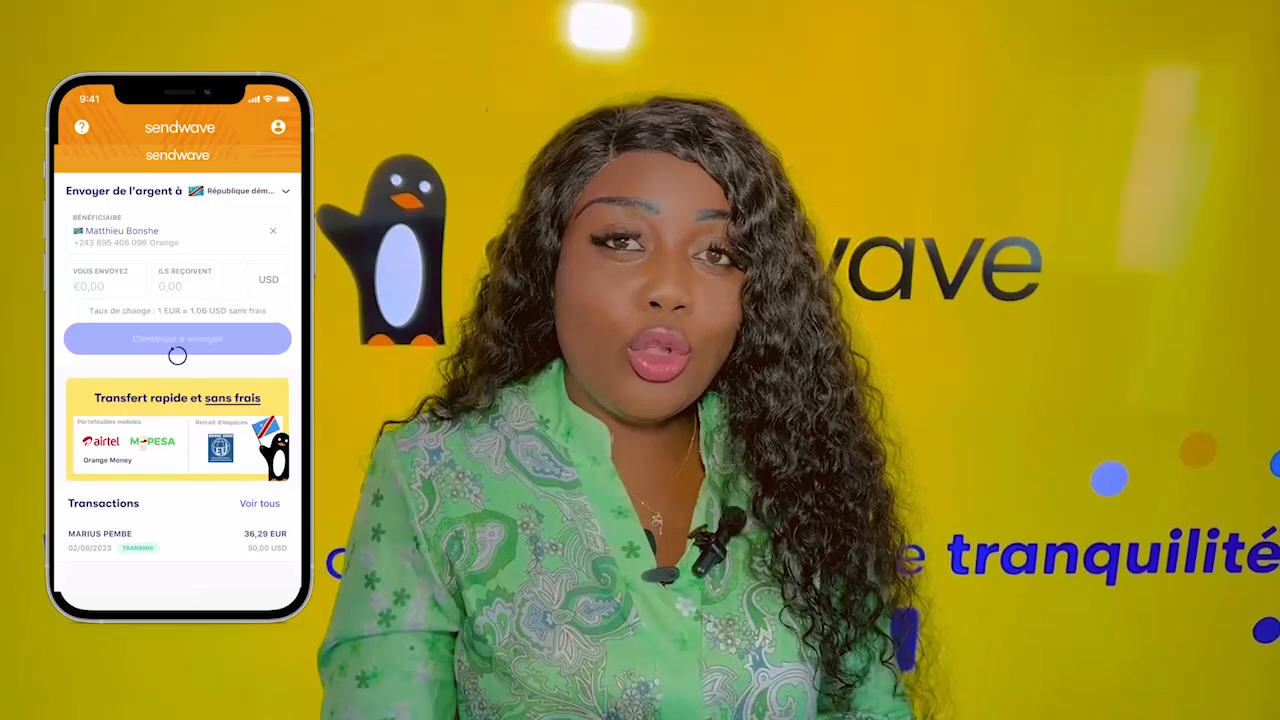 9:41
sendwave
sendwave
Envoyer de l'argent à République dém...
BÉNÉFICIAIRE
Matthieu Bonshe
+243 895 406 096 Orange
VOUS ENVOYEZ
ILS REÇOIVENT
€0,00
0,00
USD
Taux de change : 1 EUR = 1,06 USD sans frais
Continuer à envoyer
Transfert rapide et sans frais
Portefeuilles mobiles
Retrait d'espèces
airtel
M-PESA
Orange Money
Transactions
Voir tous
MARIUS PEMBE
36,29 EUR
02/08/2023
TRANSMIS
50,00 USD
wave
e tranquilité